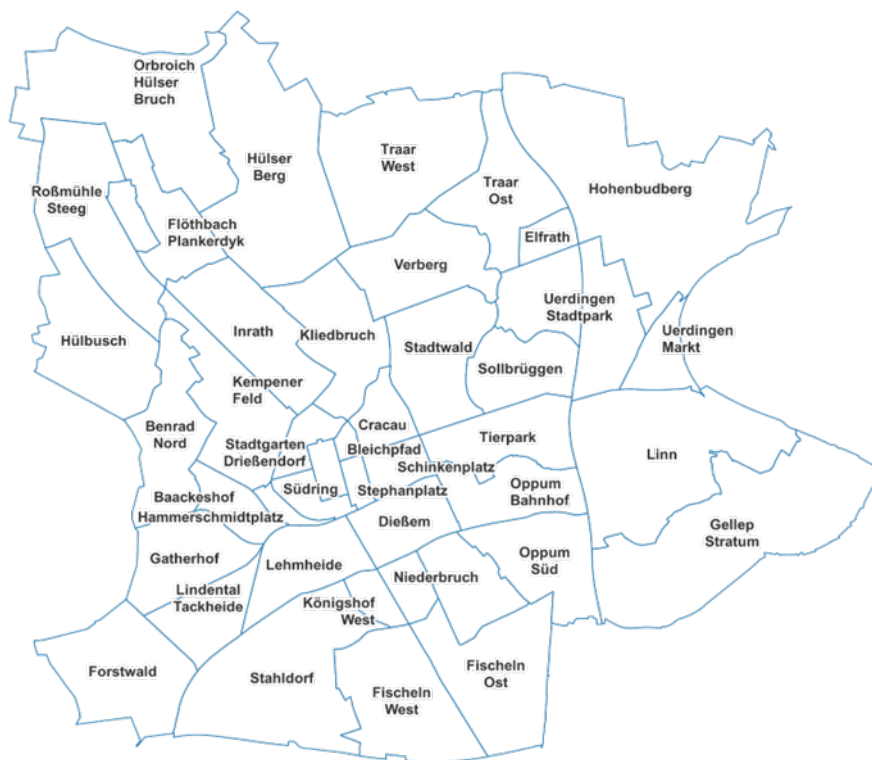 Orbroich
Hülser
Bruch
Hülser
Berg
Traar
West
Traar
Ost
Hohenbudberg
Roßmühle
Steeg
Flöthbach
Plankerdyk
Elfrath
Verberg
Uerdingen
Stadtpark
Hülbusch
Inrath
Kliedbruch
Stadtwald
Uerdingen
Markt
Sollbrüggen
Kempener
Feld
Benrad
Nord
Stadtgarten
Drießendorf
Cracau
Bleichpfad
Tierpark
Linn
Schinkenplatz
Südring
Stephanplatz
Oppum
Bahnhof
Baackeshof
Hammerschmidtplatz
Dießem
Gellep
Stratum
Gatherhof
Lehmheide
Oppum
Süd
Lindental
Tackheide
Niederbruch
Königshof
West
Forstwald
Stahldorf
Fischeln
Ost
Fischeln
West